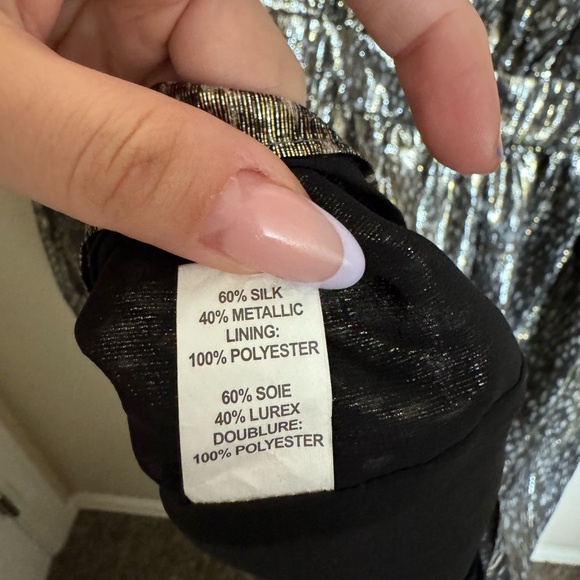 60% SILK
40% METALLIC
LINING:
100% POLYESTER
60% SOIE
40% LUREX
DOUBLURE:
100% POLYESTER